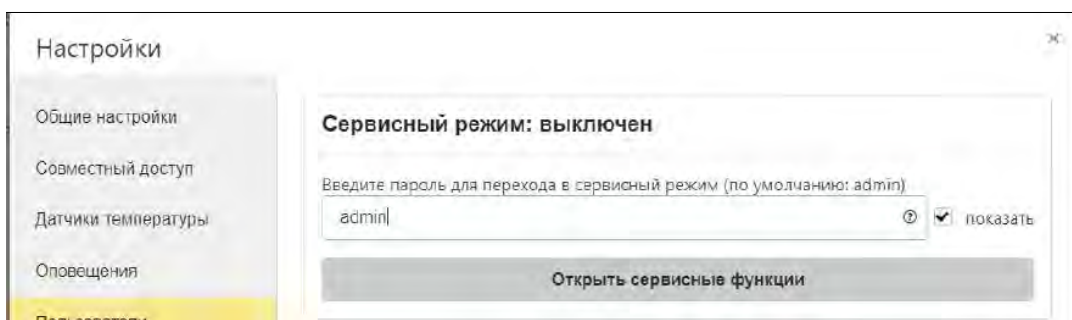 Настройки
Общие настройки
Совместный доступ
Датчики температуры
Оповещения
Пользователи
Сервисный режим: выключен
Введите пароль для перехода в сервисный режим (по умолчанию: admin)
admin
показать
Открыть сервисные функции